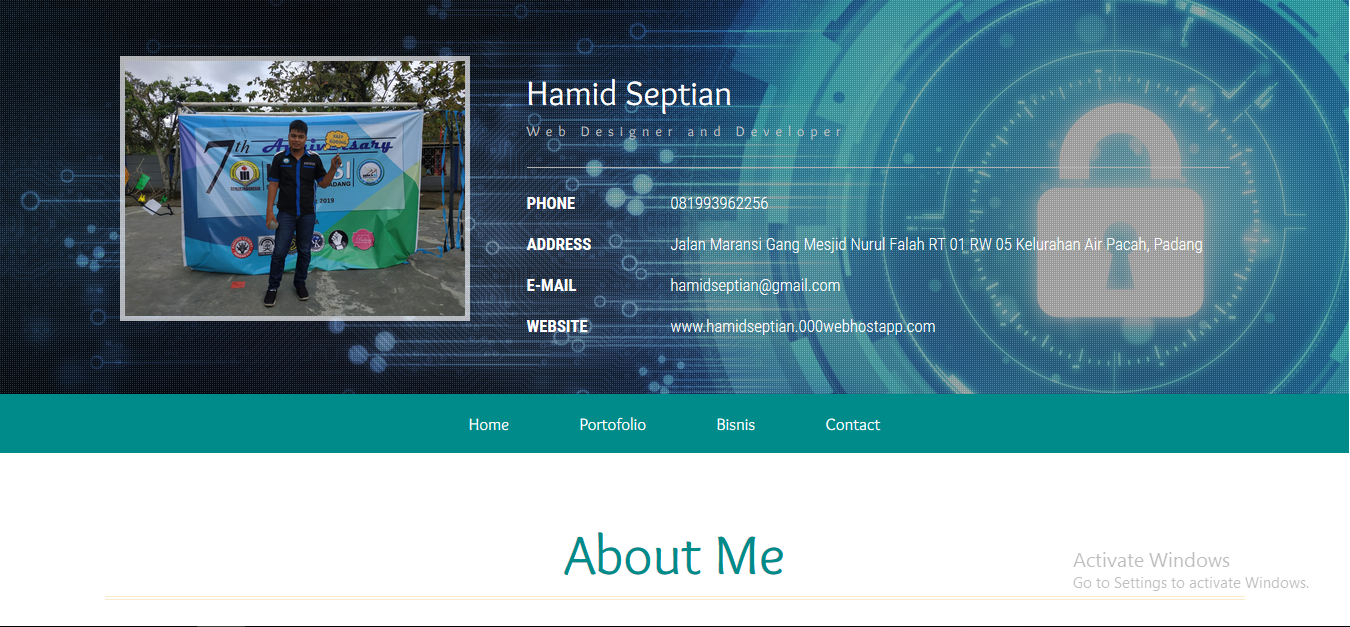 7th Anniversary
PADANG
2019
Hamid Septian
Web Designer and Developer
PHONE 081993962256
ADDRESS Jalan Maransi Gang Mesjid Nurul Falah RT 01 RW 05 Kelurahan Air Pacah, Padang
E-MAIL hamidseptian@gmail.com
WEBSITE www.hamidseptian.000webhostapp.com
Home Portofolio Bisnis Contact
About Me
Activate Windows
Go to Settings to activate Windows.